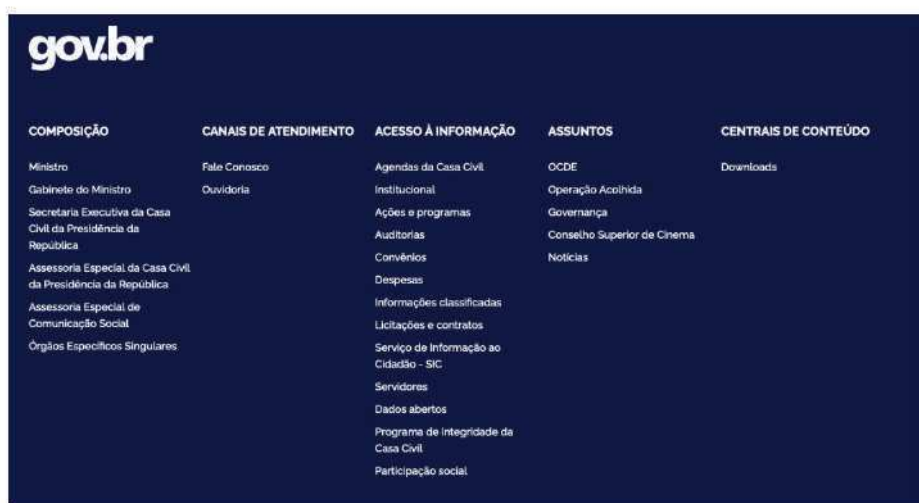 gov.br
COMPOSIÇÃO
Ministro
Gabinete do Ministro
Secretaria Executiva da Casa
Civil da Presidência da
República
Assessoria Especial da Casa Civil
da Presidência da República
Assessoria Especial de
Comunicação Social
Órgãos Específicos Singulares
CANAIS DE ATENDIMENTO
Fale Conosco
Ouvidoria
ACESSO À INFORMAÇÃO
Agendas da Casa Civil
Institucional
Ações e programas
Auditorias
Convênios
Despesas
Informações classificadas
Licitações e contratos
Serviço de Informação ao
Cidadão - SIC
Servidores
Dados abertos
Programa de Integridade da
Casa Civil
Participação social
ASSUNTOS
OCDE
Operação Acolhida
Governança
Conselho Superior de Cinema
Notícias
CENTRAIS DE CONTEÚDO
Downloads